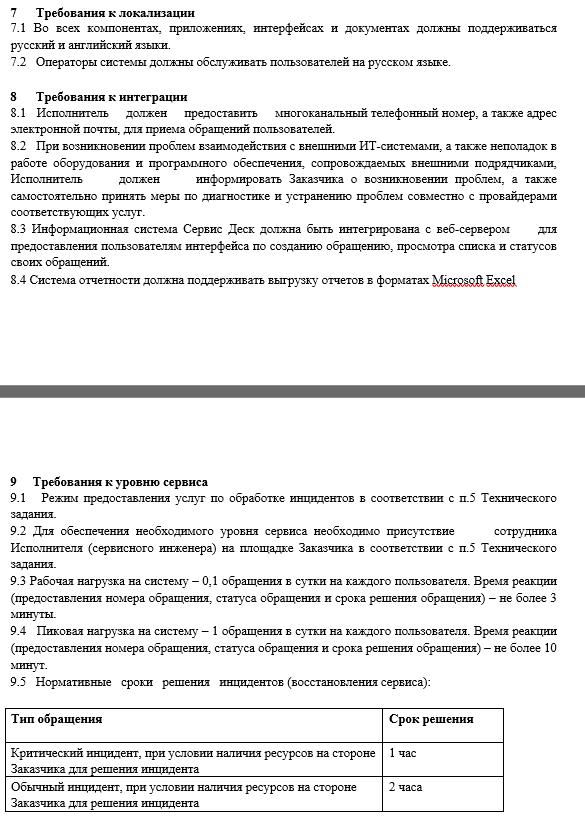 7 Требования к локализации
7.1 Во всех компонентах, приложениях, интерфейсах и документах должны поддерживаться
русский и английский языки.
7.2 Операторы системы должны обслуживать пользователей на русском языке.
8 Требования к интеграции
8.1 Исполнитель должен предоставить многоканальный телефонный номер, а также адрес
электронной почты, для приема обращений пользователей.
8.2 При возникновении проблем взаимодействия с внешними ИТ-системами, а также неполадок в
работе оборудования и программного обеспечения, сопровождаемых внешними подрядчиками,
Исполнитель должен информировать Заказчика о возникновении проблем, а также
самостоятельно принять меры по диагностике и устранению проблем совместно с провайдерами
соответствующих услуг.
8.3 Информационная система Сервис Деск должна быть интегрирована с веб-сервером для
предоставления пользователям интерфейса по созданию обращению, просмотра списка и статусов
своих обращений.
8.4 Система отчетности должна поддерживать выгрузку отчетов в форматах Microsoft Excel
9 Требования к уровню сервиса
9.1 Режим предоставления услуг по обработке инцидентов в соответствии с п.5 Технического
задания.
9.2 Для обеспечения необходимого уровня сервиса необходимо присутствие сотрудника
Исполнителя (сервисного инженера) на площадке Заказчика в соответствии с п.5 Технического
задания.
9.3 Рабочая нагрузка на систему – 0,1 обращения в сутки на каждого пользователя. Время реакции
(предоставления номера обращения, статуса обращения и срока решения обращения) – не более 3
минуты.
9.4 Пиковая нагрузка на систему – 1 обращения в сутки на каждого пользователя. Время реакции
(предоставления номера обращения, статуса обращения и срока решения обращения) – не более 10
минут.
9.5 Нормативные сроки решения инцидентов (восстановления сервиса):
Тип обращения Срок решения
Критический инцидент, при условии наличия ресурсов на стороне 1 час
Заказчика для решения инцидента
Обычный инцидент, при условии наличия ресурсов на стороне 2 часа
Заказчика для решения инцидента